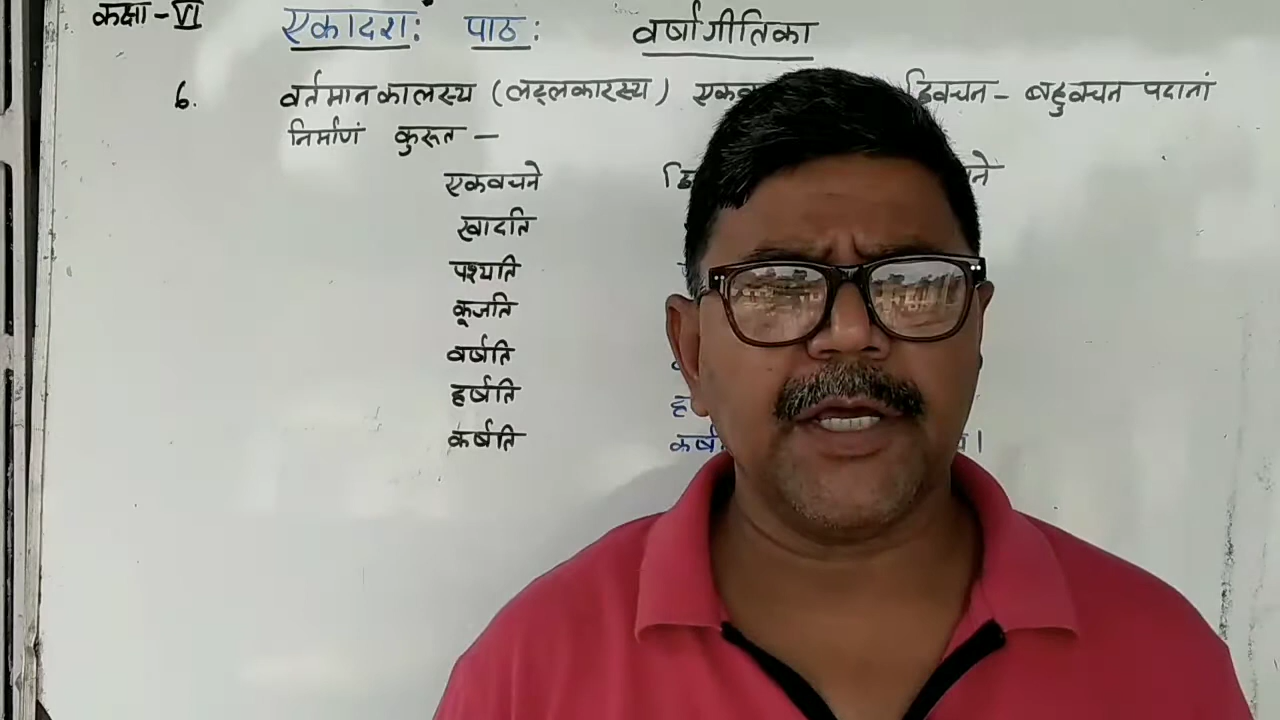 कक्षा - VI एकादशः पाठः वर्षागीतिका
6. वर्तमानकालस्य (लट्लकारस्य) द्विवचन - बहुवचन पदानां
निर्माणं कुरूत -
एकवचने
खादति
पश्यति
कूजति
वर्षति
हर्षति
कर्षति